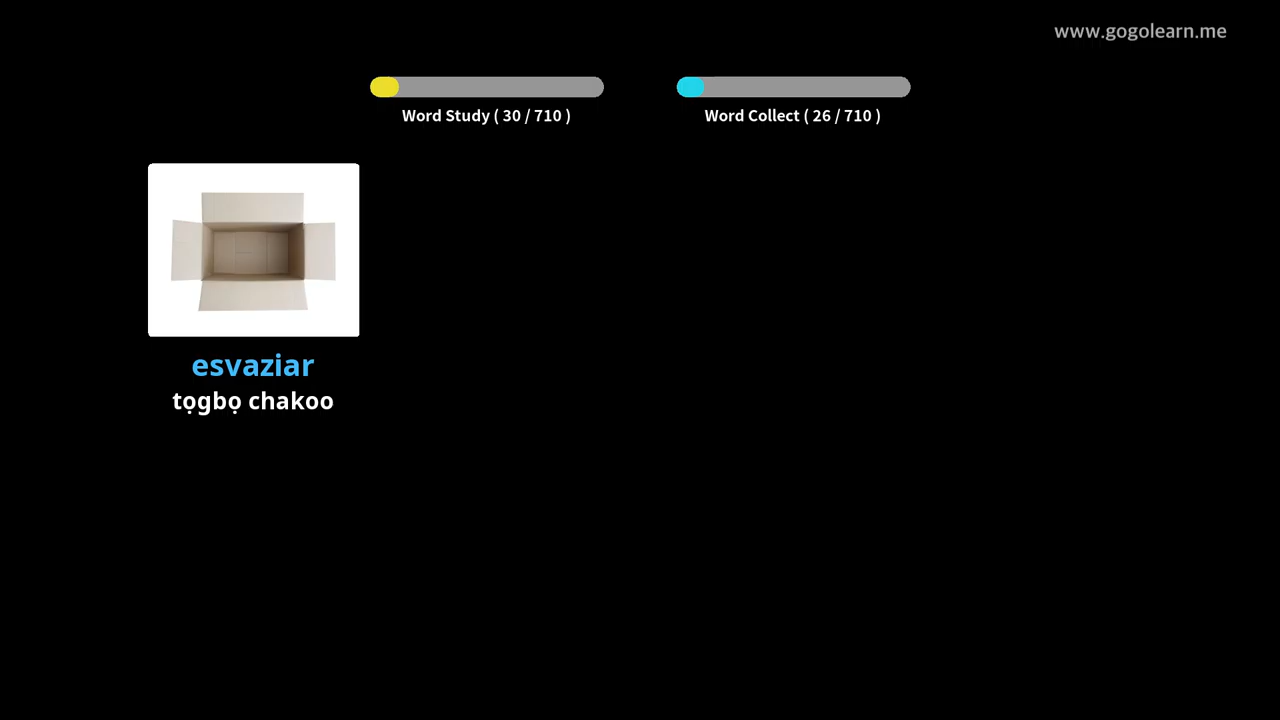 www.gogolearn.me
Word Study ( 30 / 710 )
Word Collect ( 26 / 710 )
esvaziar
tọgbọ chakoo